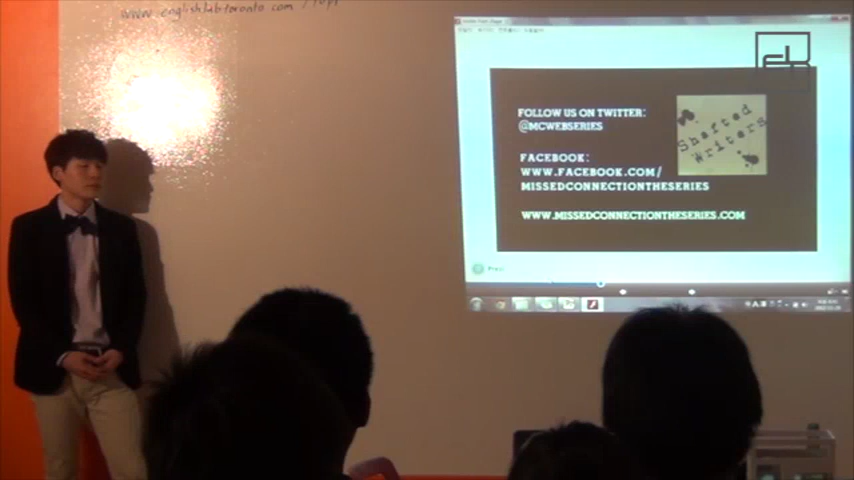 www.englishlabtoronto.com
FOLLOW US ON TWITTER:
@MCWEBSERIES
FACEBOOK:
WWW.FACEBOOK.COM/
MISSEDCONNECTIONTHESERIES
WWW.MISSEDCONNECTIONTHESERIES.COM
Shafted
Writers